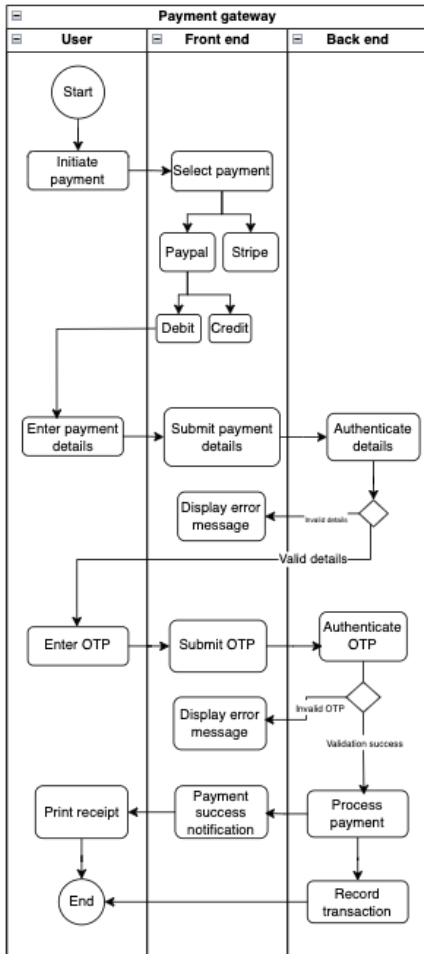 Payment gateway
User
Front end
Back end
Start
Initiate
payment
Select payment
Paypal
Stripe
Debit
Credit
Enter payment
details
Submit payment
details
Authenticate
details
Display error
message
Invalid details
Valid details
Enter OTP
Submit OTP
Authenticate
OTP
Display error
message
Invalid OTP
Validation success
Print receipt
Payment
success
notification
Process
payment
End
Record
transaction